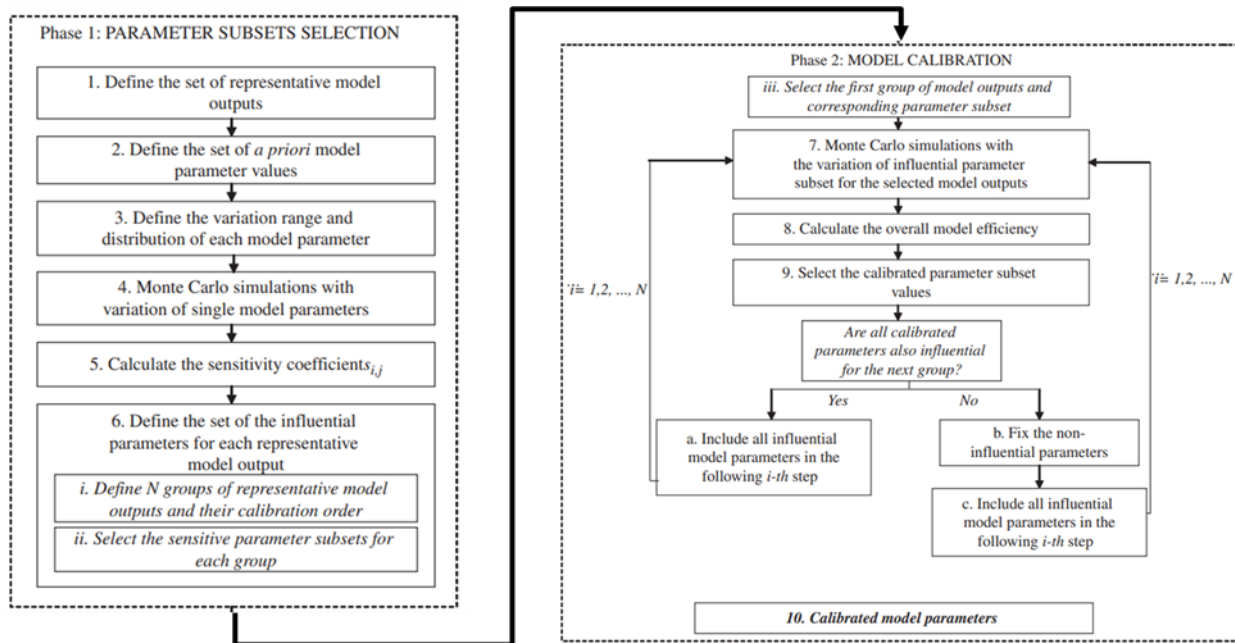 Phase 1: PARAMETER SUBSETS SELECTION
1. Define the set of representative model
outputs
2. Define the set of a priori model
parameter values
3. Define the variation range and
distribution of each model parameter
4. Monte Carlo simulations with
variation of single model parameters
5. Calculate the sensitivity coefficients_{i,j}
6. Define the set of the influential
parameters for each representative
model output
i. Define N groups of representative model
outputs and their calibration order
ii. Select the sensitive parameter subsets for
each group
Phase 2: MODEL CALIBRATION
iii. Select the first group of model outputs and
corresponding parameter subset
7. Monte Carlo simulations with
the variation of influential parameter
subset for the selected model outputs
8. Calculate the overall model efficiency
9. Select the calibrated parameter subset
values
i= 1,2, ..., N
i= 1,2, ..., N
Are all calibrated
parameters also influential
for the next group?
Yes
No
a. Include all influential
model parameters in the
following i-th step
b. Fix the non-
influential parameters
c. Include all influential
model parameters in the
following i-th step
10. Calibrated model parameters